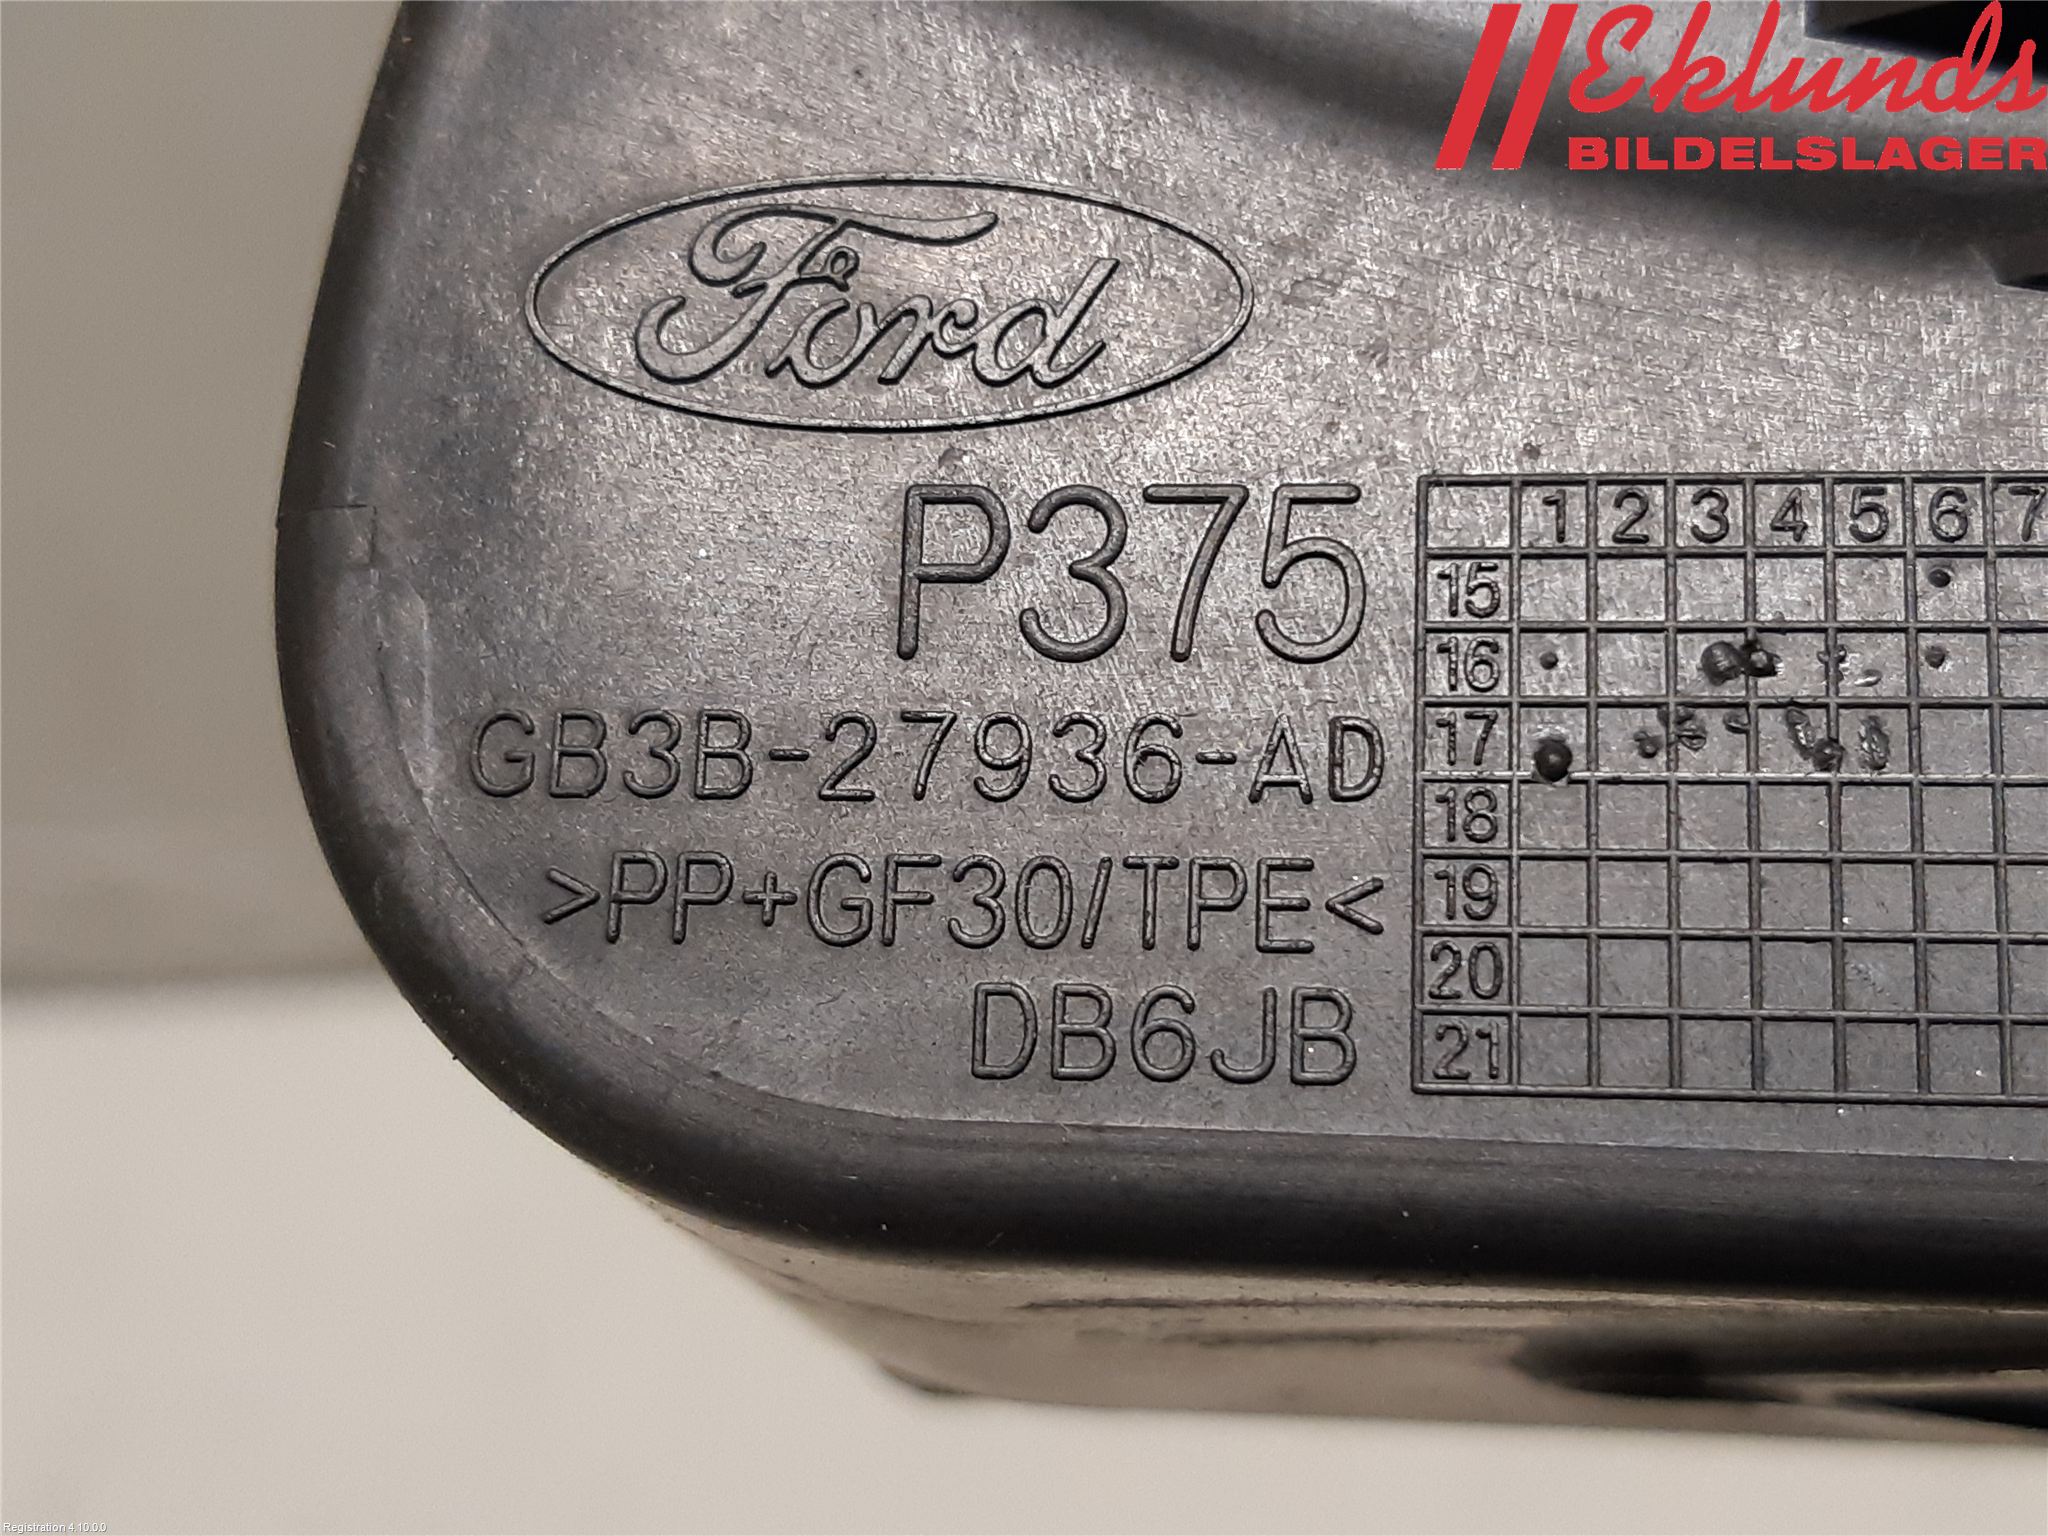 Eklunds
BILDELSLAGER
Ford
P375
GB3B-27936-AD
>PP+GF30/TPE<
DB6JB
1 2 3 4 5 6 7
15
16
17
18
19
20
21
Registration 4.10.0.0